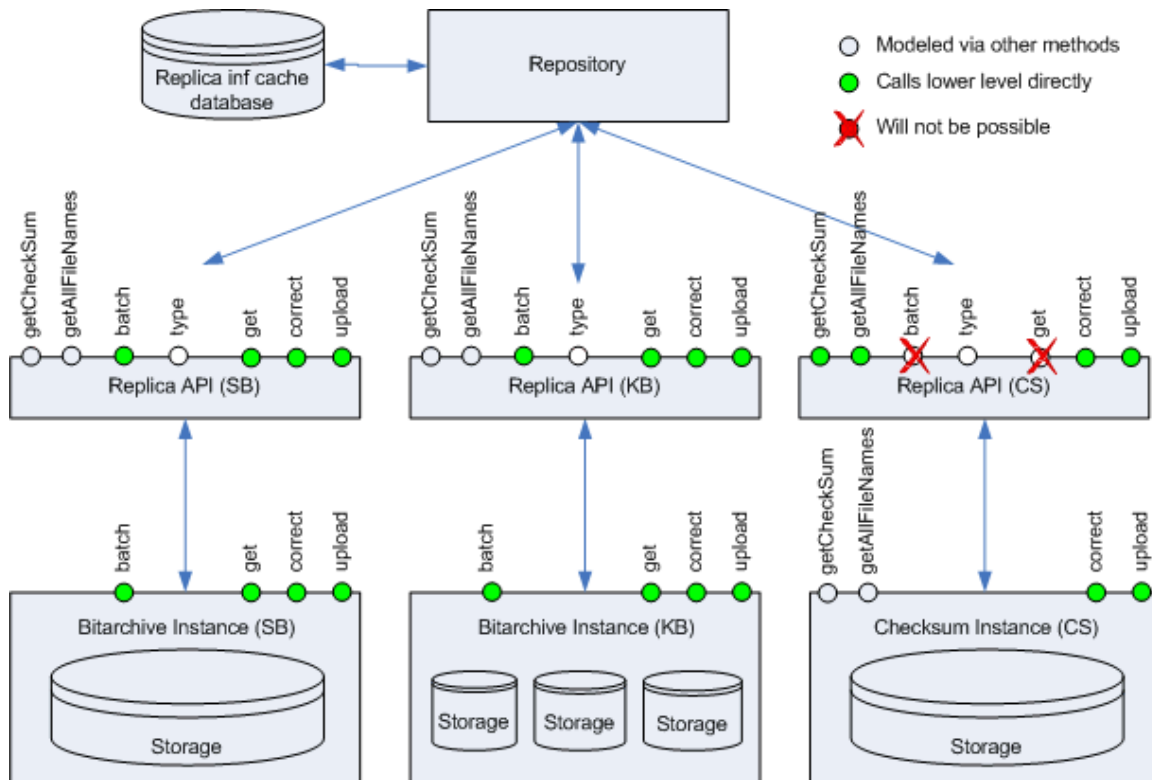 Replica inf cache
database
Repository
Modeled via other methods
Calls lower level directly
Will not be possible
getCheckSum
getAllFileNames
batch
type
get
correct
upload
Replica API (SB)
getCheckSum
getAllFileNames
batch
type
get
correct
upload
Replica API (KB)
getCheckSum
getAllFileNames
batch
type
get
correct
upload
Replica API (CS)
batch
get
correct
upload
Bitarchive Instance (SB)
Storage
batch
get
correct
upload
Bitarchive Instance (KB)
Storage
Storage
Storage
getCheckSum
getAllFileNames
correct
upload
Checksum Instance (CS)
Storage